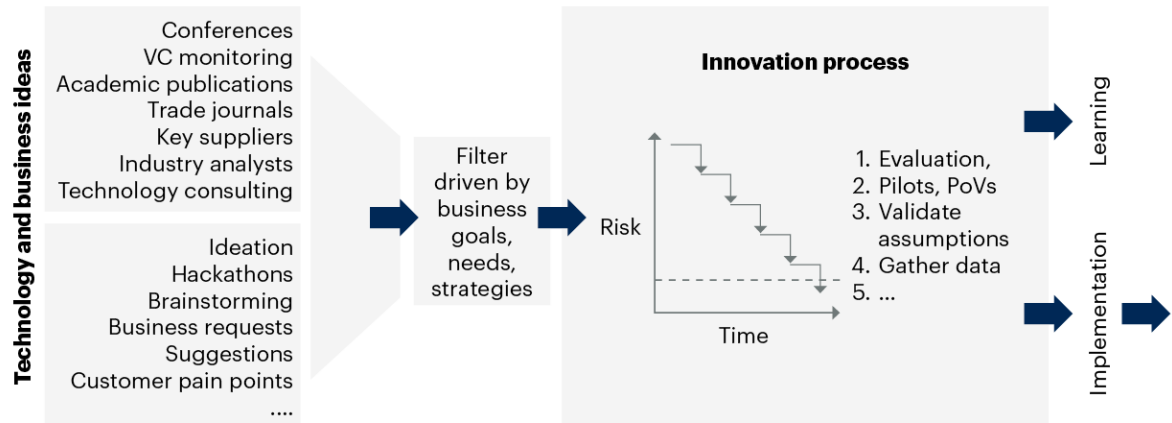 Technology and business ideas
Conferences
VC monitoring
Academic publications
Trade journals
Key suppliers
Industry analysts
Technology consulting
Ideation
Hackathons
Brainstorming
Business requests
Suggestions
Customer pain points
....
Filter
driven by
business
goals,
needs,
strategies
Innovation process
Risk
Time
1. Evaluation,
2. Pilots, PoVs
3. Validate
assumptions
4. Gather data
5. ...
Learning
Implementation